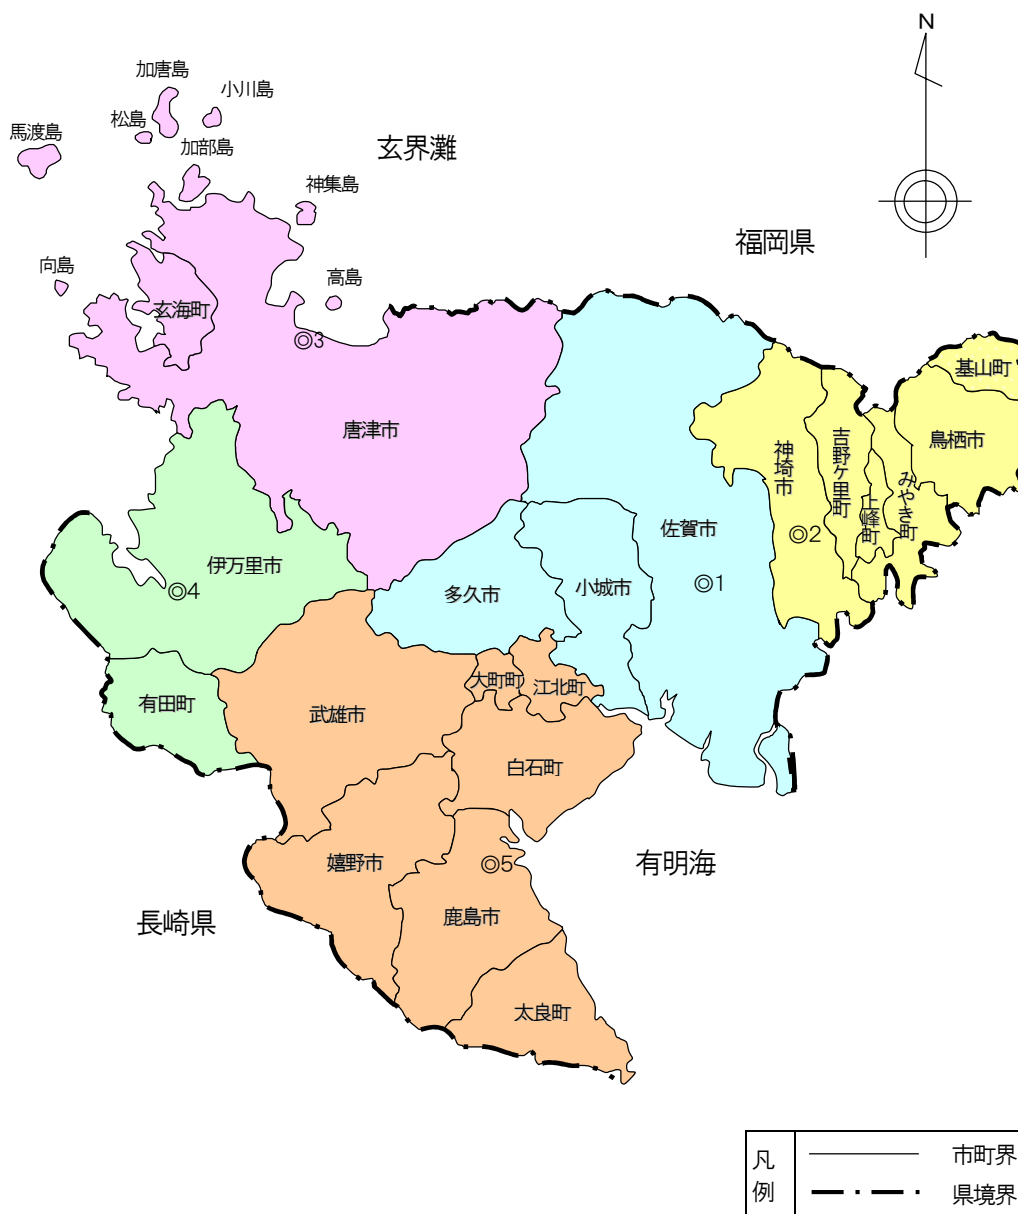 N
加唐島
小川島
松島
馬渡島
加部島
玄界灘
神集島
福岡県
向島
高島
玄海町
◎3
基山町
唐津市
鳥栖市
吉野ヶ里町
神埼市
みやき町
上峰町
佐賀市
◎2
伊万里市
◎4
多久市
小城市
◎1
大町町
江北町
有田町
武雄市
白石町
嬉野市
◎5
有明海
長崎県
鹿島市
太良町
凡例
市町界
県境界